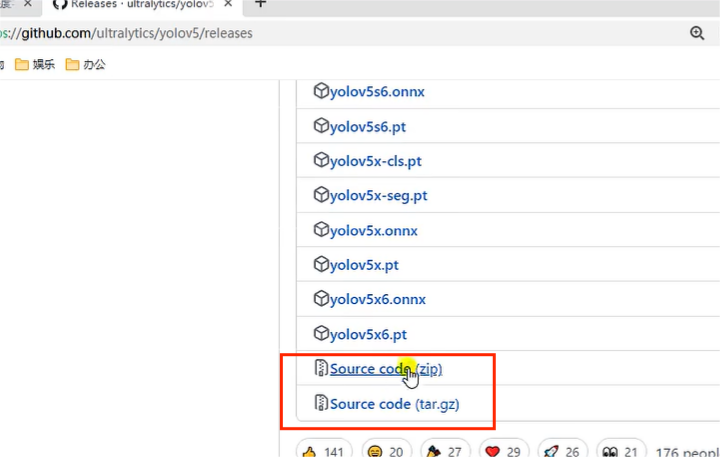 度
Releases · ultralytics/yolov5
s://github.com/ultralytics/yolov5/releases
娱乐 办公
yolov5s6.onnx
yolov5s6.pt
yolov5x-cls.pt
yolov5x-seg.pt
yolov5x.onnx
yolov5x.pt
yolov5x6.onnx
yolov5x6.pt
Source code (zip)
Source code (tar.gz)
141 20 27 29 26 21 176 peopl